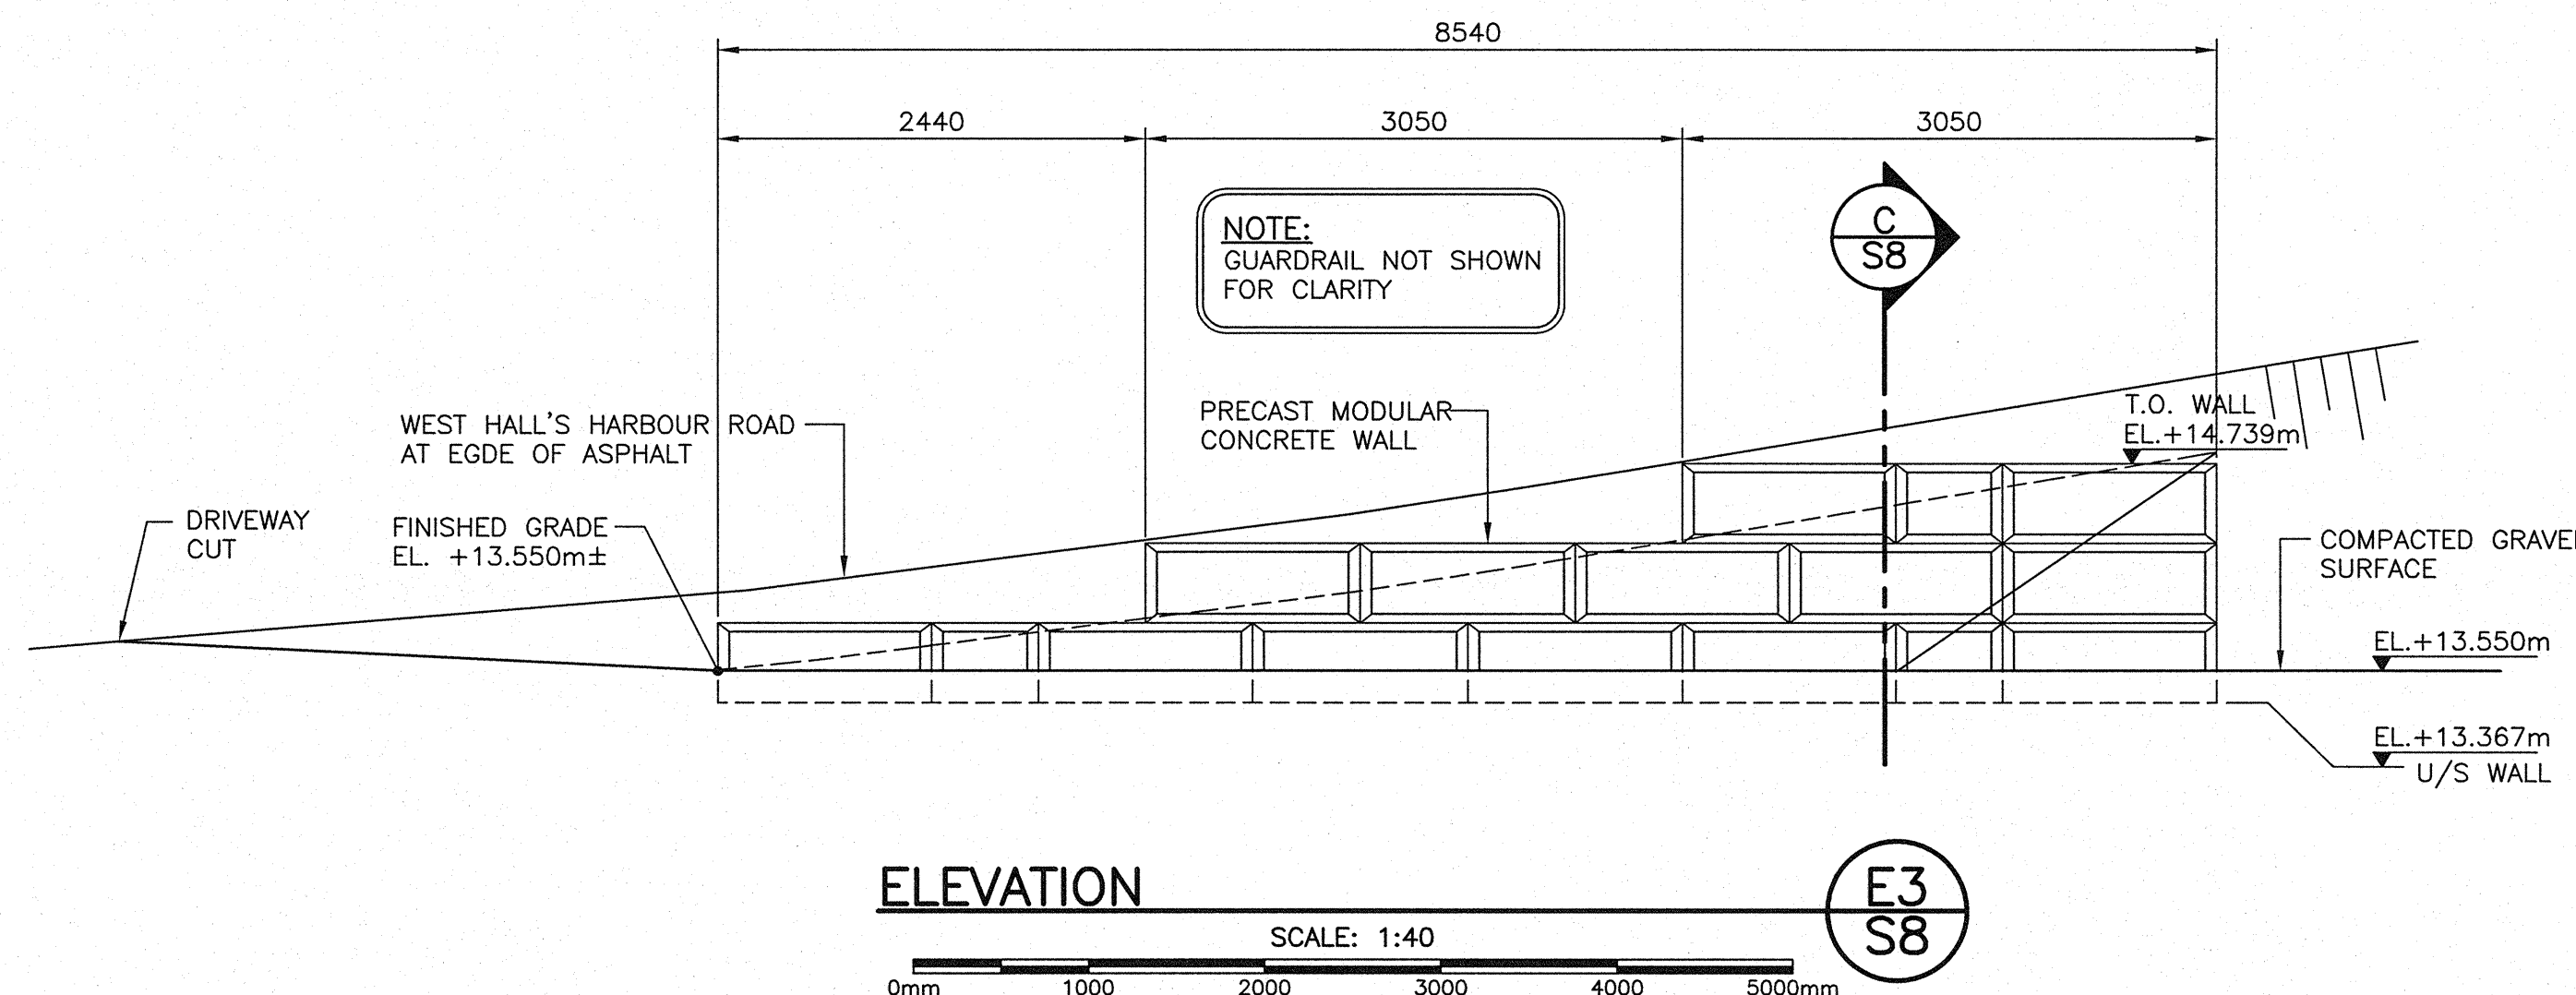 8540
2440
3050
3050
NOTE:
GUARDRAIL NOT SHOWN
FOR CLARITY
C
S8
WEST HALL'S HARBOUR ROAD
AT EGDE OF ASPHALT
PRECAST MODULAR
CONCRETE WALL
T.O. WALL
EL.+14.739m
DRIVEWAY
CUT
FINISHED GRADE
EL. +13.550m±
COMPACTED GRAVEL
SURFACE
EL.+13.550m
EL.+13.367m
U/S WALL
ELEVATION
E3
S8
SCALE: 1:40
0mm 1000 2000 3000 4000 5000mm